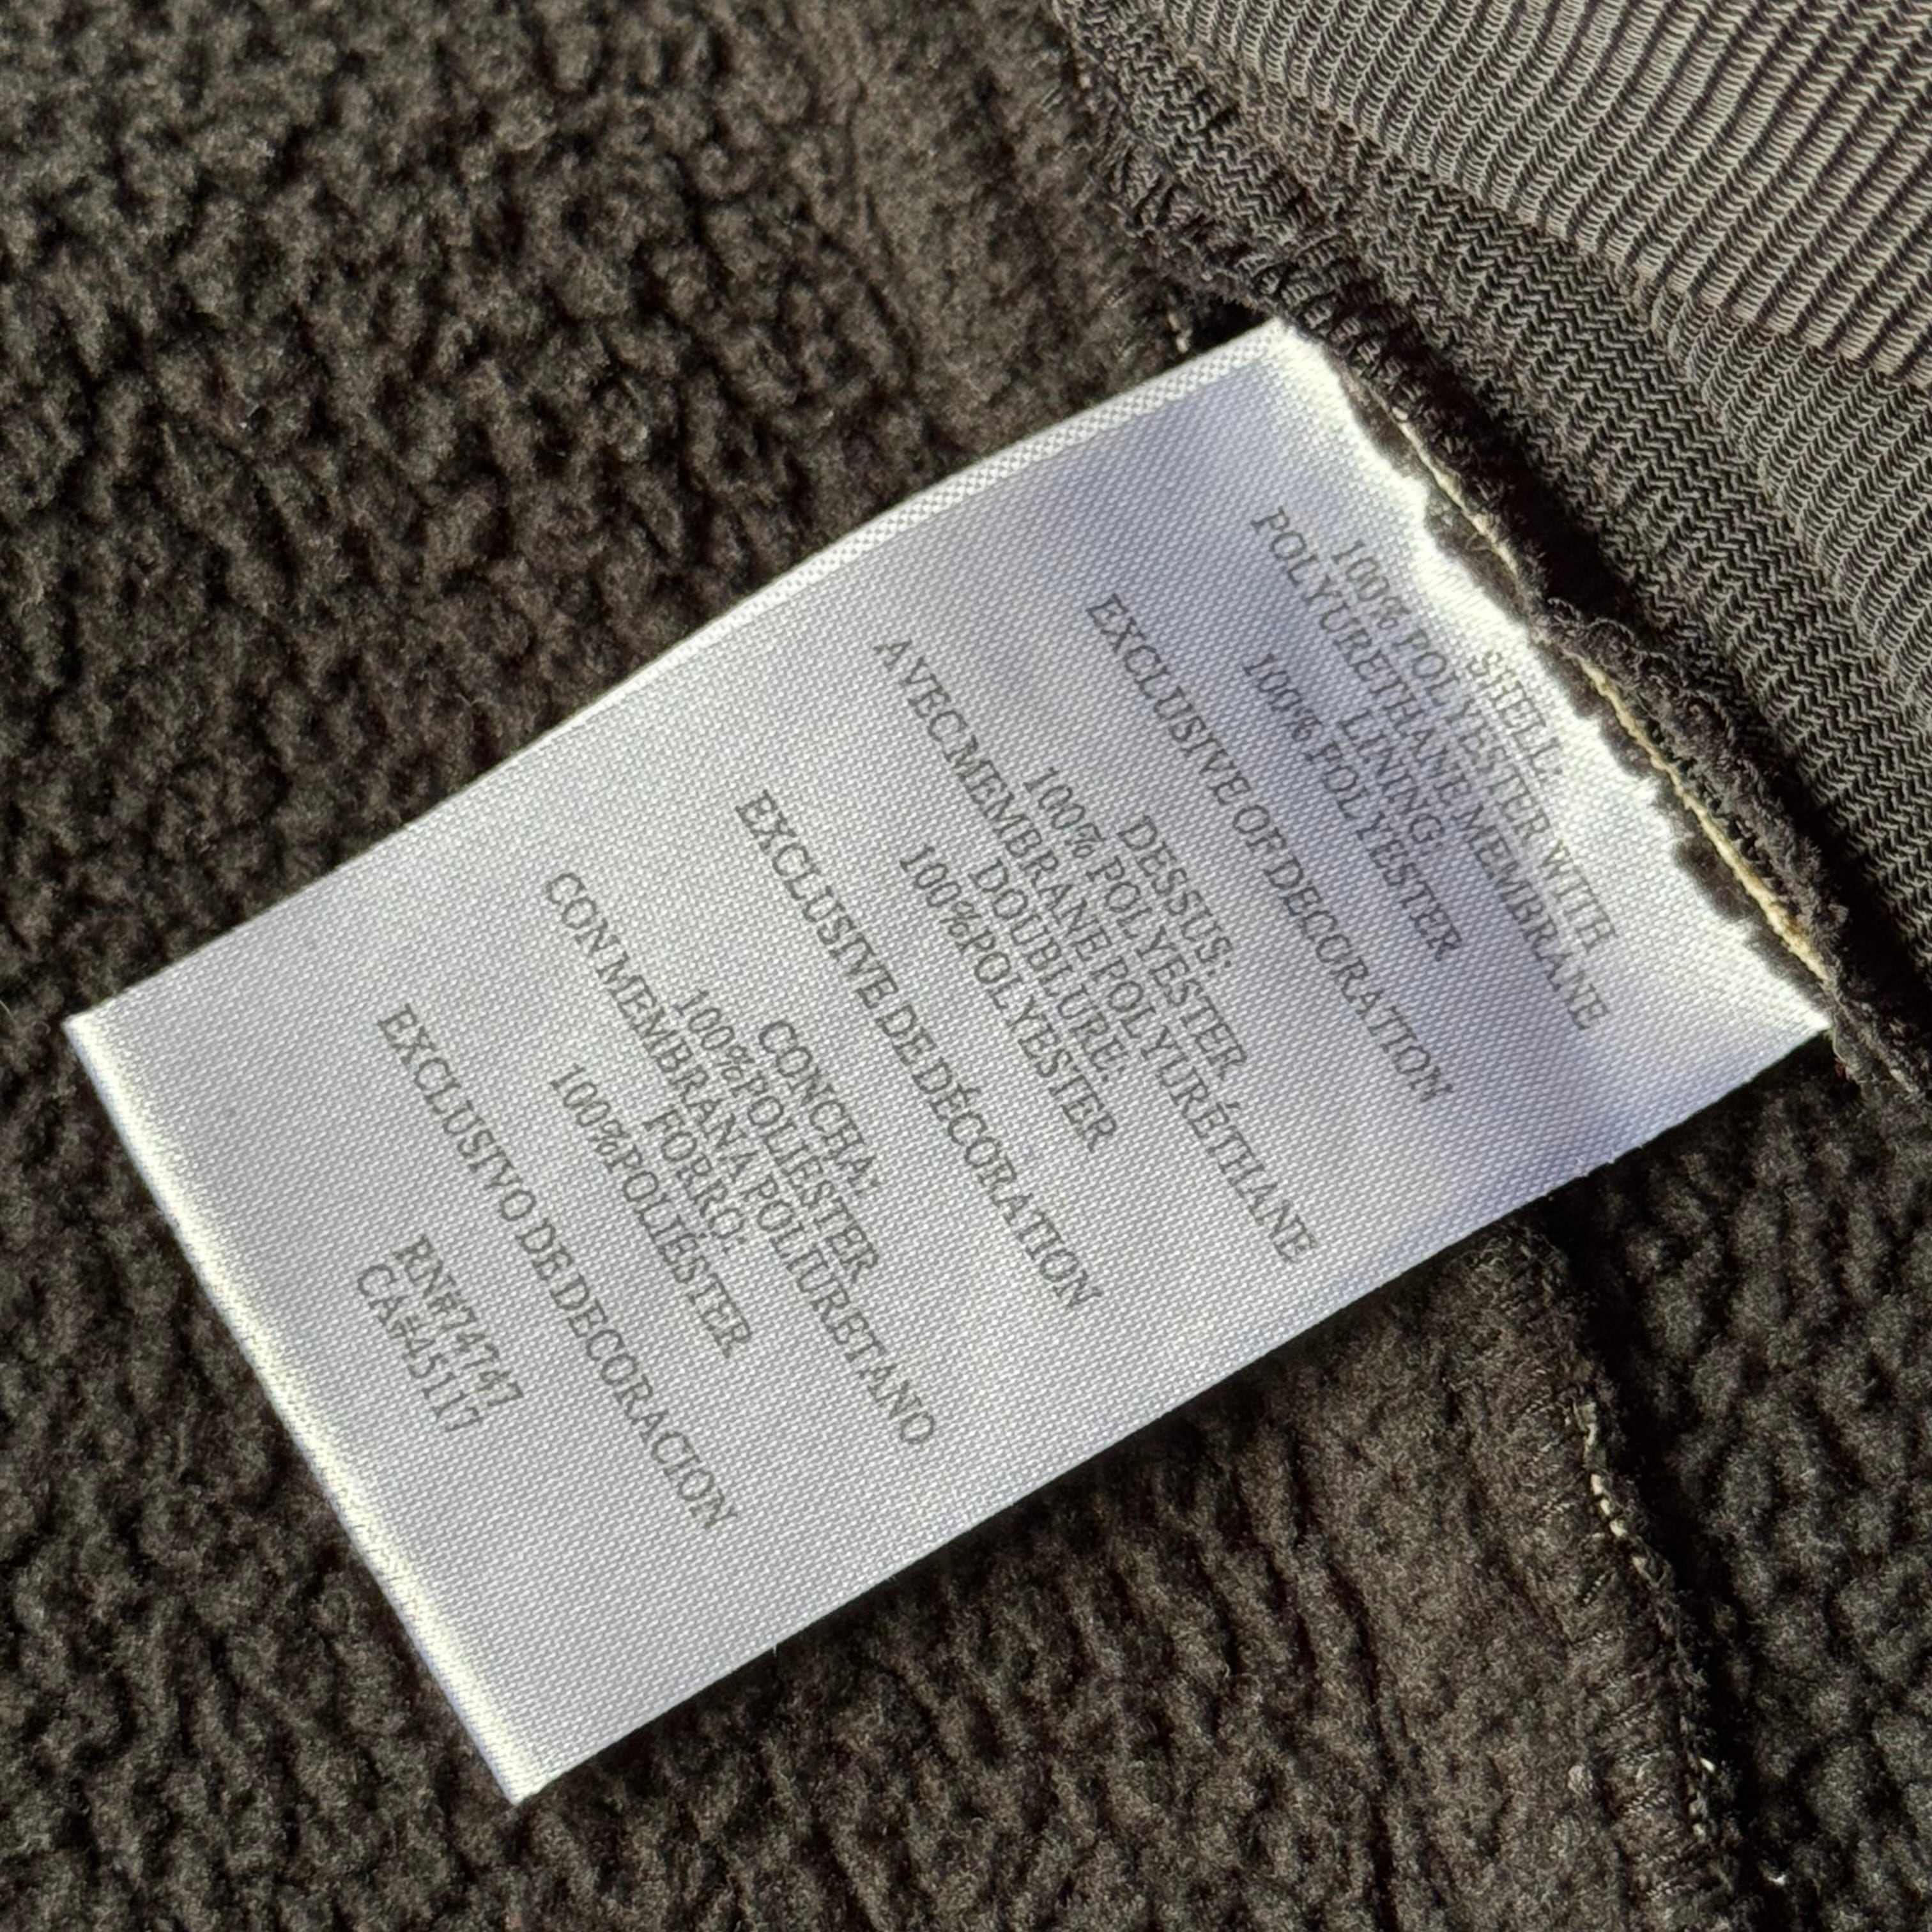 SHELL:
100% POLYESTER WITH
POLYURETHANE MEMBRANE
LINING:
100% POLYESTER
EXCLUSIVE OF DECORATION
DESSUS:
100% POLYESTER
AVEC MEMBRANE POLYURÉTHANE
DOUBLURE:
100%POLYESTER
EXCLUSIVE DE DÉCORATION
CONCHA:
100%POLIÉSTER
CON MEMBRANA POLIURETANO
FORRO:
100%POLIÉSTER
EXCLUSIVO DE DECORACION
RN#74747
CA#45117